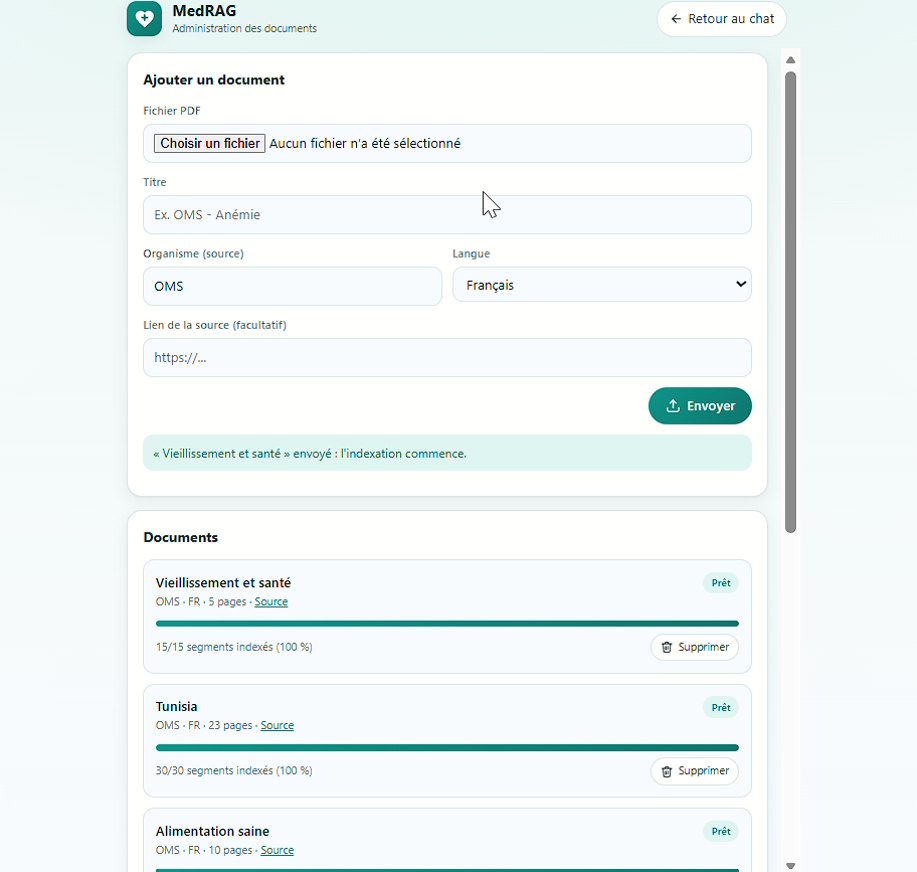 MedRAG
Administration des documents
← Retour au chat
Ajouter un document
Fichier PDF
Choisir un fichier Aucun fichier n'a été sélectionné
Titre
Ex. OMS - Anémie
Organisme (source) Langue
OMS Français
Lien de la source (facultatif)
https://...
Envoyer
« Vieillissement et santé » envoyé : l'indexation commence.
Documents
Vieillissement et santé Prêt
OMS · FR · 5 pages · Source
15/15 segments indexés (100 %) Supprimer
Tunisia Prêt
OMS · FR · 23 pages · Source
30/30 segments indexés (100 %) Supprimer
Alimentation saine Prêt
OMS · FR · 10 pages · Source